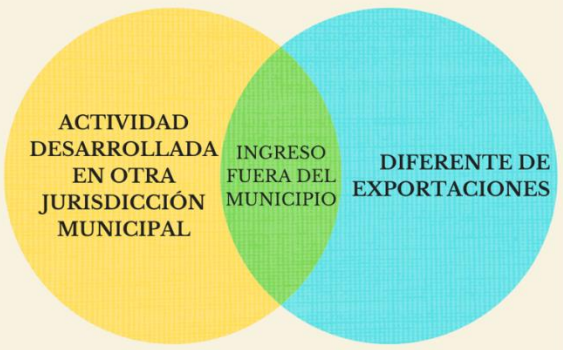 ACTIVIDAD
DESARROLLADA
EN OTRA
JURISDICCIÓN
MUNICIPAL
INGRESO
FUERA DEL
MUNICIPIO
DIFERENTE DE
EXPORTACIONES